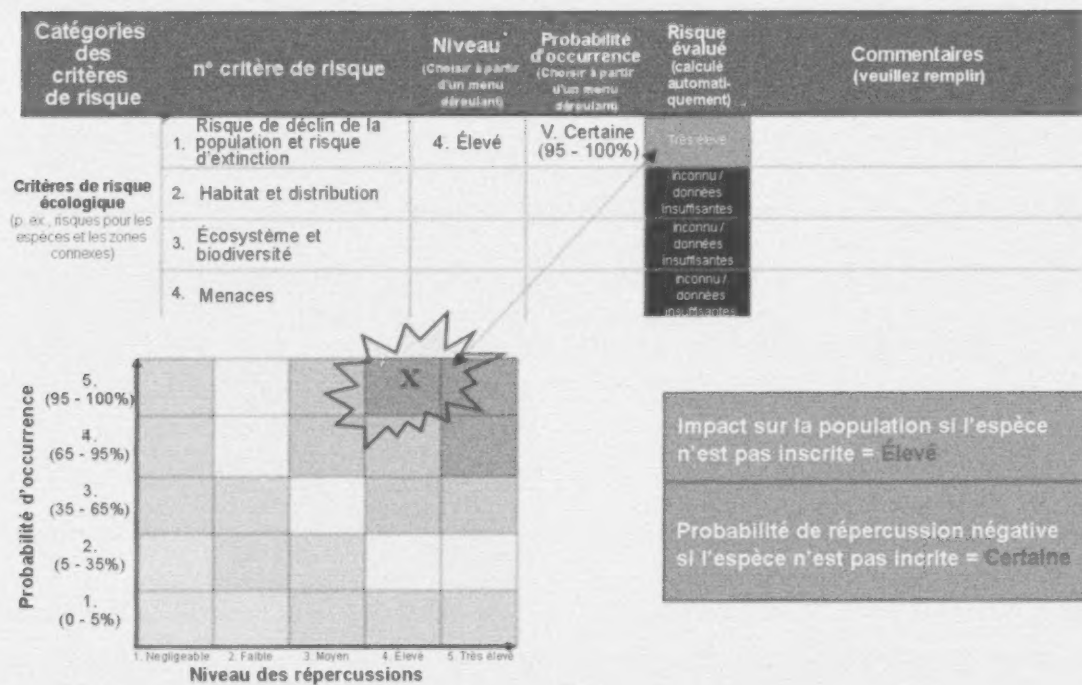 Catégories
des
critères
de risque
n° critère de risque
Niveau*
(Choisir à partir
d'un menu
déroulant)
Probabilité
d'occurrence
(Choisir à partir
d'un menu
déroulant)
Risque
évalué
(calculé
automati-
quement)
Commentaires
(veuillez remplir)
Critères de risque
écologique
(p. ex., risques pour les
espèces et les zones
connexes)
1. Risque de déclin de la
population et risque
d'extinction
4. Élevé
V. Certaine
(95 - 100%)
Très élevé
2. Habitat et distribution
inconnu /
données
insuffisantes
3. Écosystème et
biodiversité
inconnu /
données
insuffisantes
4. Menaces
inconnu /
données
insuffisantes
Probabilité d'occurrence
5.
(95 - 100%)
X
4.
(65 - 95%)
3.
(35 - 65%)
2.
(5 - 35%)
1.
(0 - 5%)
1. Négligeable 2. Faible 3. Moyen 4. Élevé 5. Très élevé
Niveau des répercussions
Impact sur la population si l'espèce
n'est pas inscrite = Élevé
Probabilité de répercussion négative
si l'espèce n'est pas incrite = Certaine